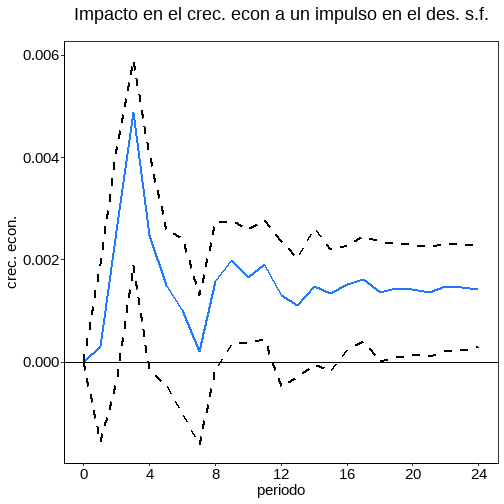 Impacto en el crec. econ a un impulso en el des. s.f.
0.006
0.004
0.002
0.000
crec. econ.
0 4 8 12 16 20 24
periodo